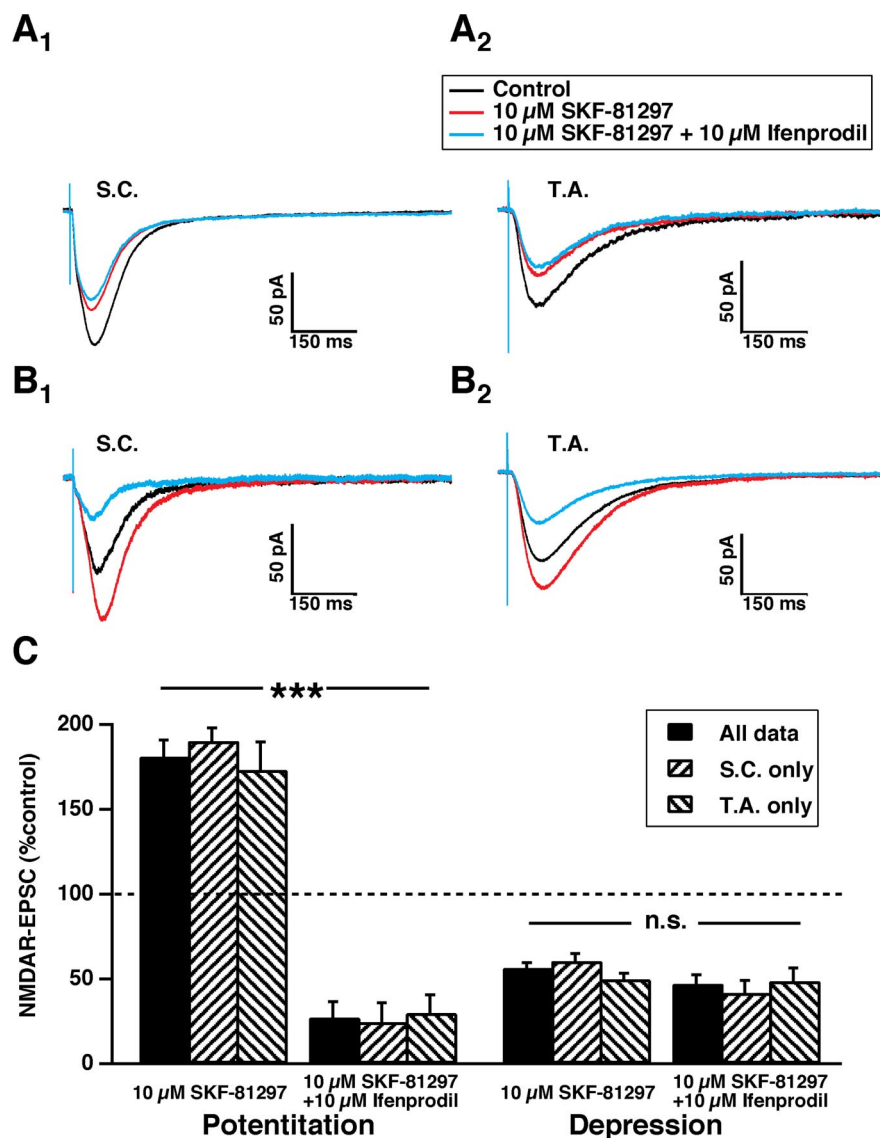 A1
A2
Control
10 µM SKF-81297
10 µM SKF-81297 + 10 µM Ifenprodil
S.C.
50 pA
150 ms
T.A.
50 pA
150 ms
B1
B2
S.C.
50 pA
150 ms
T.A.
50 pA
150 ms
C
***
All data
S.C. only
T.A. only
n.s.
NMDAR-EPSC (%control)
200
150
100
50
0
10 µM SKF-81297
10 µM SKF-81297
+10 µM Ifenprodil
10 µM SKF-81297
10 µM SKF-81297
+10 µM Ifenprodil
Potentitation
Depression